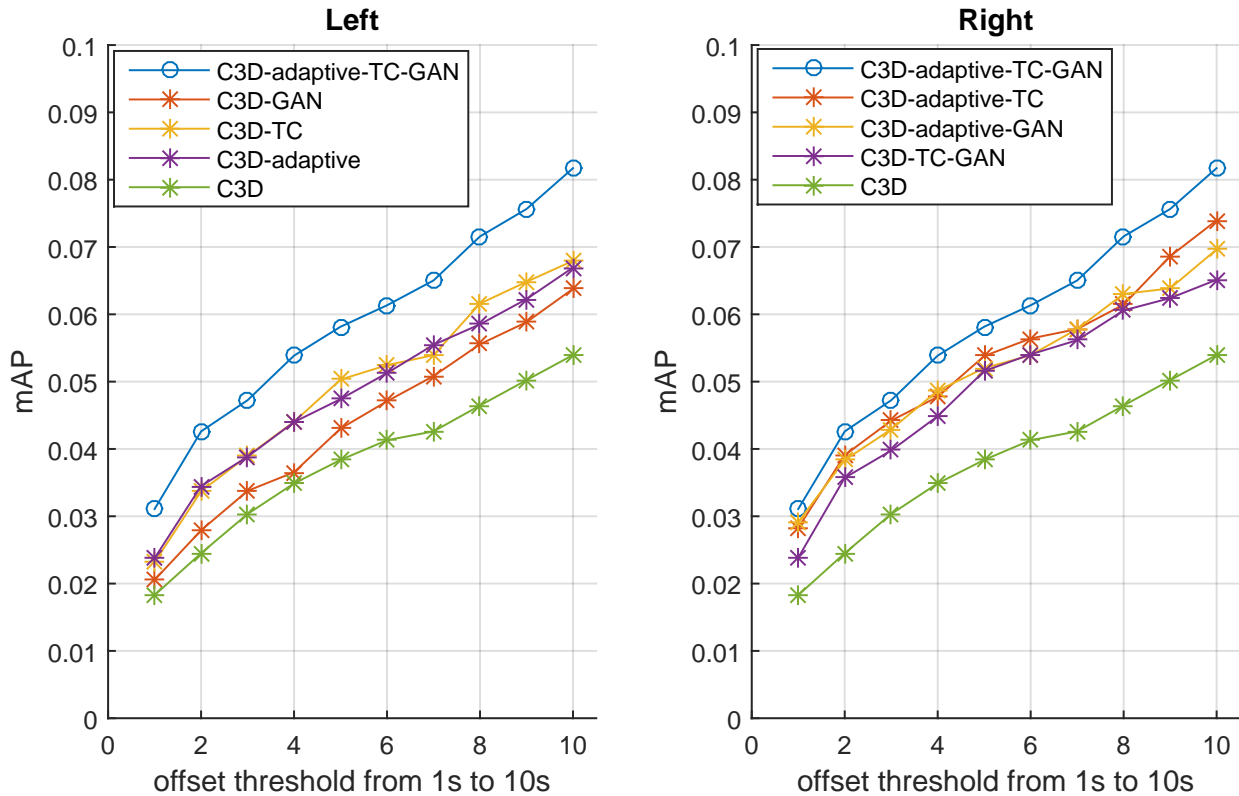 Left
0.1
0.09
0.08
0.07
0.06
0.05
0.04
0.03
0.02
0.01
0
mAP
C3D-adaptive-TC-GAN
C3D-GAN
C3D-TC
C3D-adaptive
C3D
0 2 4 6 8 10
offset threshold from 1s to 10s
Right
0.1
0.09
0.08
0.07
0.06
0.05
0.04
0.03
0.02
0.01
0
mAP
C3D-adaptive-TC-GAN
C3D-adaptive-TC
C3D-adaptive-GAN
C3D-TC-GAN
C3D
0 2 4 6 8 10
offset threshold from 1s to 10s